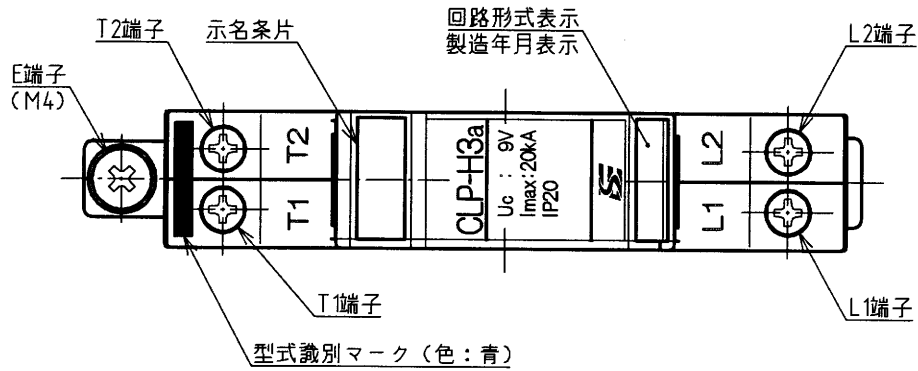 T2端子
示名条片
回路形式表示
製造年月表示
L2端子
E端子
(M4)
T2
T1
CLP-H3a
Uc : 9V
Imax:20kA
IP20
L2
L1
T1端子
L1端子
型式識別マーク(色:青)